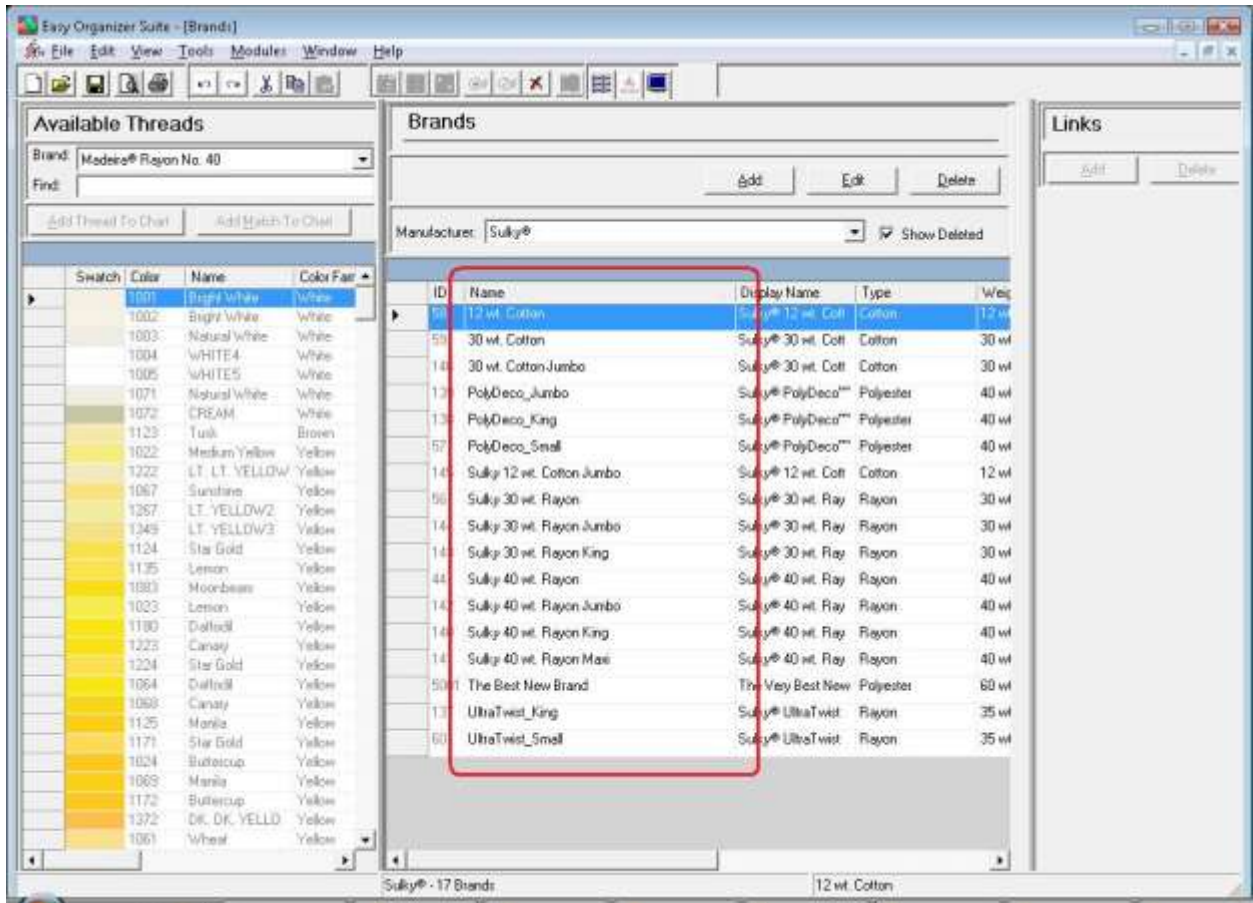 Easy Organizer Suite - [Brands]
File Edit View Tools Modules Window Help
Available Threads
Brand: Madeira® Rayon No. 40
Find:
Add Thread To Chart Add Match To Chart
Swatch Color Name Color Fam
1001 Bright White White
1002 Bright White White
1003 Natural White White
1004 WHITE4 White
1005 WHITE5 White
1071 Natural White White
1072 CREAM White
1123 Tusk Brown
1022 Medium Yellow Yellow
1222 LT. LT. YELLOW Yellow
1067 Sunshine Yellow
1267 LT. YELLOW2 Yellow
1349 LT. YELLOW3 Yellow
1124 Star Gold Yellow
1135 Lemon Yellow
1083 Moonbeam Yellow
1023 Lemon Yellow
1180 Daffodil Yellow
1223 Canary Yellow
1224 Star Gold Yellow
1064 Daffodil Yellow
1068 Canary Yellow
1125 Manila Yellow
1171 Star Gold Yellow
1024 Buttercup Yellow
1069 Manila Yellow
1172 Buttercup Yellow
1372 DK. DK. YELLO Yellow
1061 Wheat Yellow
Brands
Add Edit Delete
Manufacturer: Sulky® Show Deleted
ID Name Display Name Type Weig
12 wt. Cotton Sulky® 12 wt. Cott Cotton 12 w
30 wt. Cotton Sulky® 30 wt. Cott Cotton 30 wt
30 wt. Cotton Jumbo Sulky® 30 wt. Cott Cotton 30 wt
PolyDeco_Jumbo Sulky® PolyDeco™ Polyester 40 wt
PolyDeco_King Sulky® PolyDeco™ Polyester 40 wt
57 PolyDeco_Small Sulky® PolyDeco™ Polyester 40 wt
Sulky 12 wt. Cotton Jumbo Sulky® 12 wt. Cott Cotton 12 wt
56 Sulky 30 wt. Rayon Sulky® 30 wt. Ray Rayon 30 wt
Sulky 30 wt. Rayon Jumbo Sulky® 30 wt. Ray Rayon 30 wt
Sulky 30 wt. Rayon King Sulky® 30 wt. Ray Rayon 30 wt
44 Sulky 40 wt. Rayon Sulky® 40 wt. Ray Rayon 40 wt
Sulky 40 wt. Rayon Jumbo Sulky® 40 wt. Ray Rayon 40 wt
Sulky 40 wt. Rayon King Sulky® 40 wt. Ray Rayon 40 wt
Sulky 40 wt. Rayon Maxi Sulky® 40 wt. Ray Rayon 40 wt
The Best New Brand The Very Best New Polyester 60 wt
UltraTwist_King Sulky® UltraTwist Rayon 35 wt
60 UltraTwist_Small Sulky® UltraTwist Rayon 35 wt
Links
Add Delete
Sulky® - 17 Brands 12 wt. Cotton